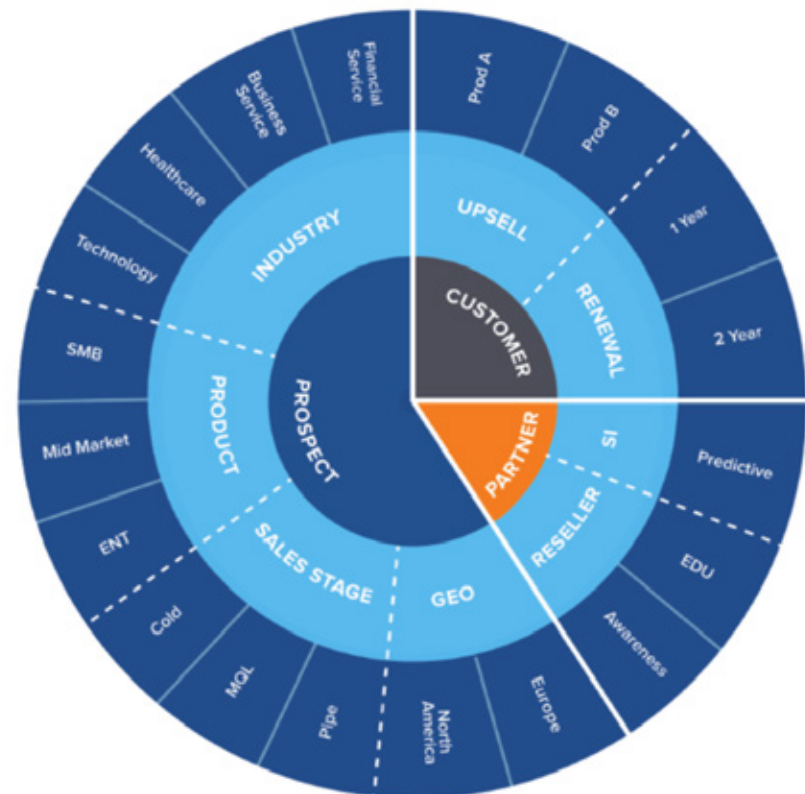 Financial
Service
Business
Service
Healthcare
Technology
SMB
Mid Market
ENT
Cold
MQL
Pipe
North
America
Europe
Awareness
EDU
Predictive
2 Year
1 Year
Prod B
Prod A
INDUSTRY
PRODUCT
SALES STAGE
GEO
RESELLER
SI
RENEWAL
UPSELL
PROSPECT
CUSTOMER
PARTNER